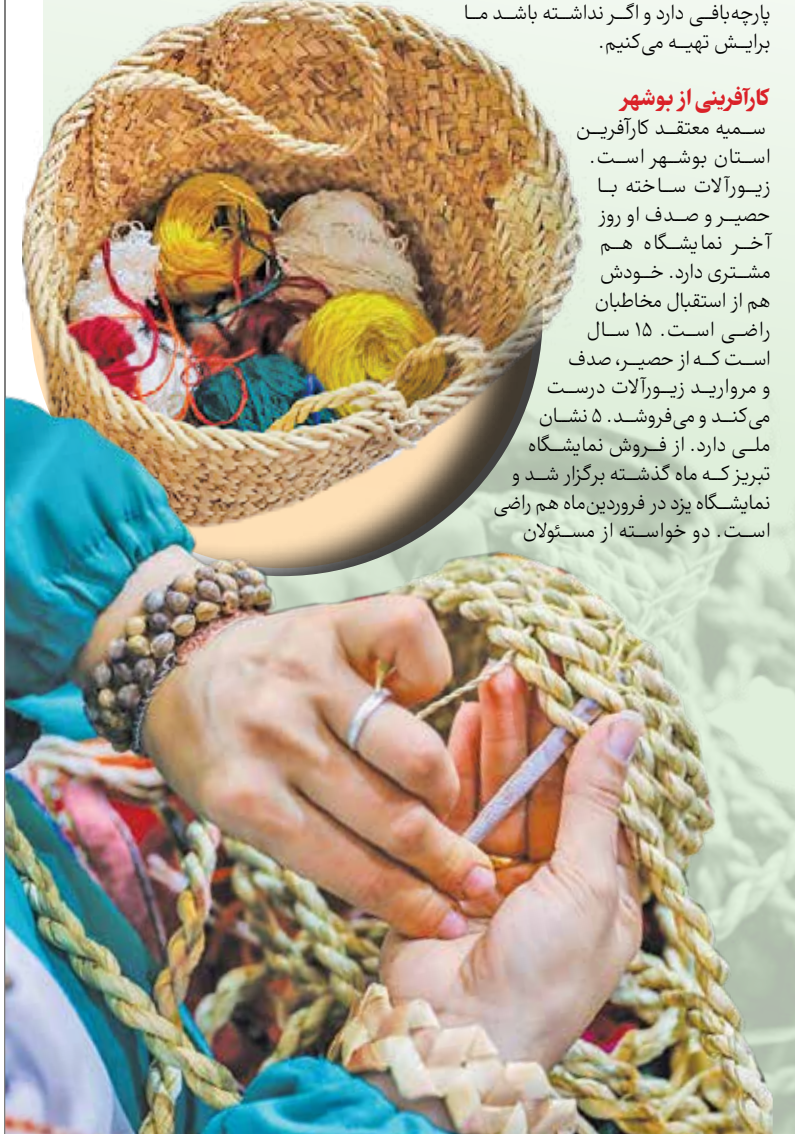 پارچه‌بافی دارد و اگر نداشته باشد ما
برایش تهیه می‌کنیم.
کارآفرینی از بوشهر
سمیه معتقد کارآفرین
استان بوشهر است.
زیورآلات ساخته با
حصیر و صدف او روز
آخر نمایشگاه هم
مشتری دارد. خودش
هم از استقبال مخاطبان
راضی است. ۱۵ سال
است که از حصیر، صدف
و مروارید زیورآلات درست
می‌کند و می‌فروشد. ۵ نشان
ملی دارد. از فروش نمایشگاه
تبریز که ماه گذشته برگزار شد و
نمایشگاه یزد در فروردین‌ماه هم راضی
است. دو خواسته از مسئولان